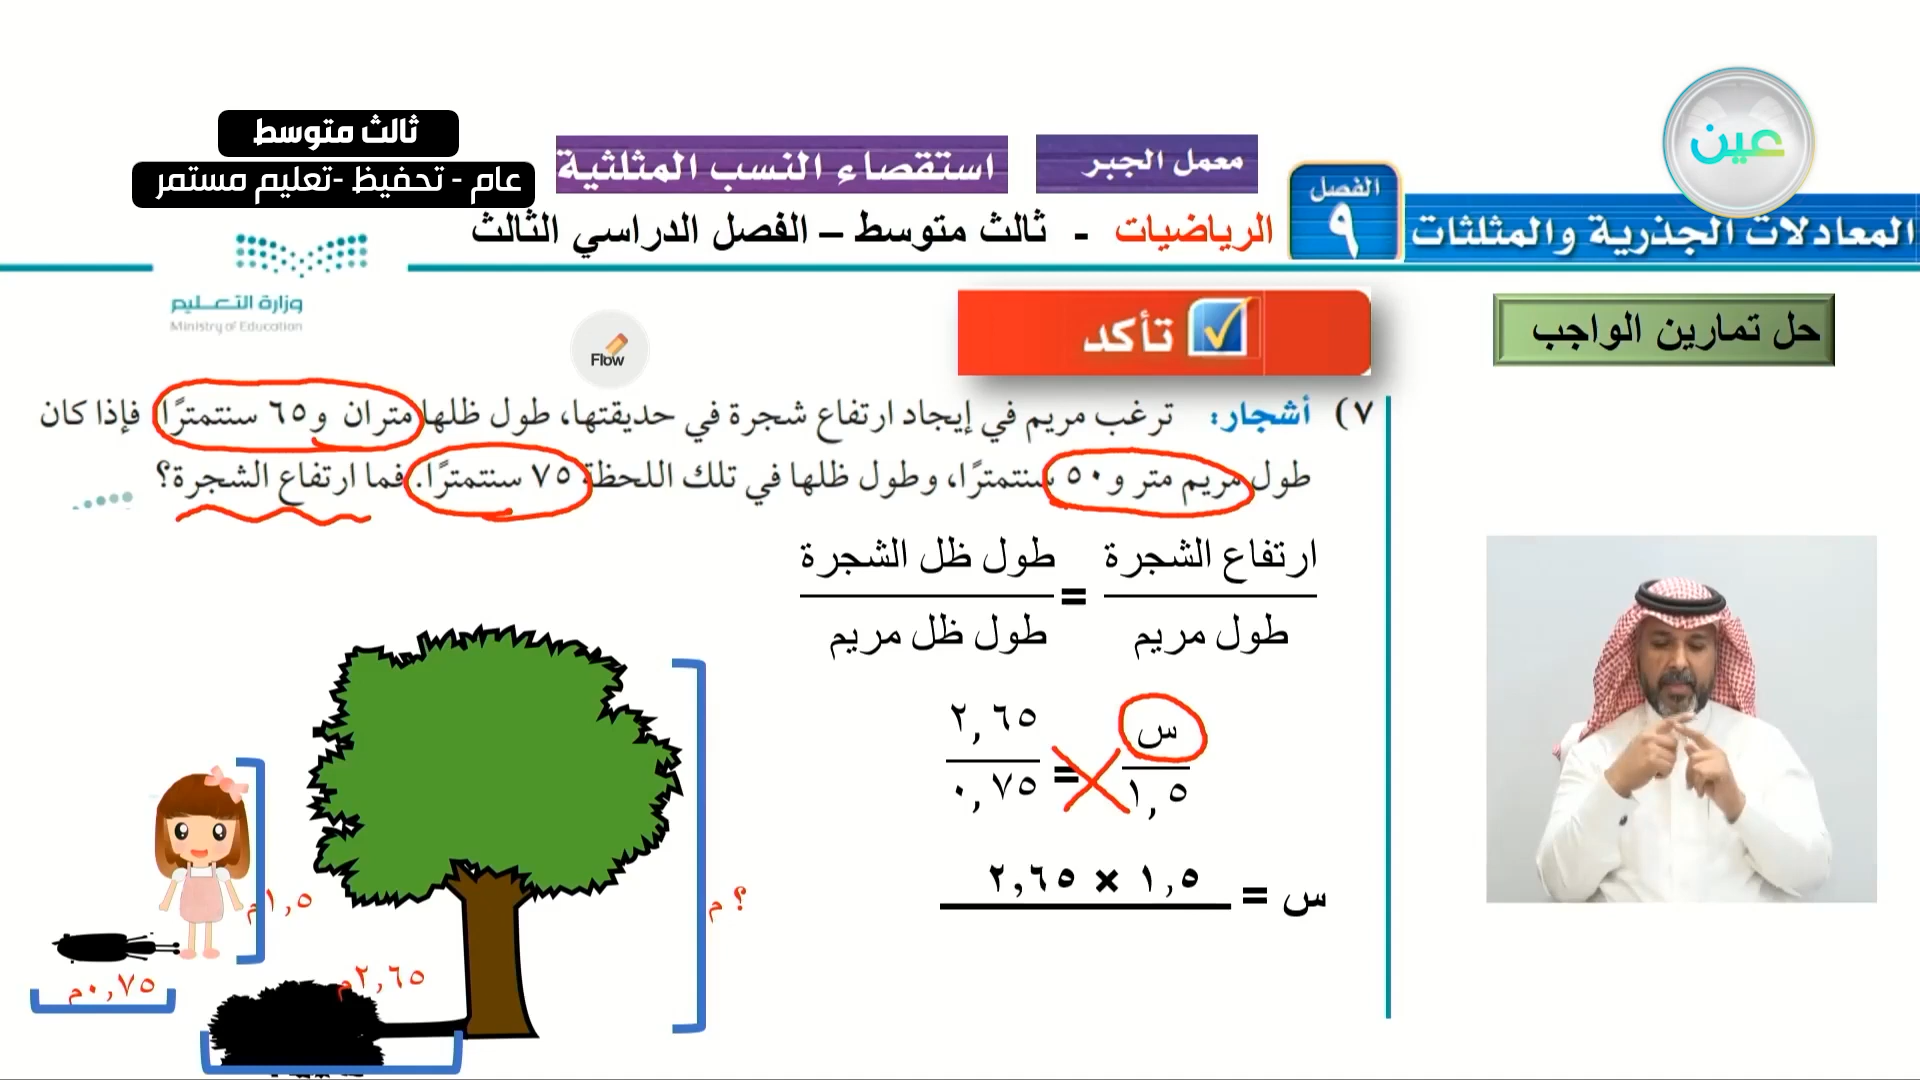 عين
ثالث متوسط
عام - تحفيظ -تعليم مستمر
معمل الجبر استقصاء النسب المثلثية
الفصل ٩
المعادلات الجذرية والمثلثات
الرياضيات - ثالث متوسط – الفصل الدراسي الثالث
وزارة التعليم
Ministry of Education
حل تمارين الواجب
تأكد
Flow
٧) أشجار: ترغب مريم في إيجاد ارتفاع شجرة في حديقتها، طول ظلها متران و٦٥ سنتمترًا فإذا كان
طول مريم متر و٥٠ سنتمترًا، وطول ظلها في تلك اللحظة ٧٥ سنتمترًا. فما ارتفاع الشجرة؟
ارتفاع الشجرة = طول ظل الشجرة
طول مريم طول ظل مريم
س = ٢,٦٥
١,٥ ٠,٧٥
س = ١,٥ × ٢,٦٥
؟ م
١,٥م
٢,٦٥م
٠,٧٥م